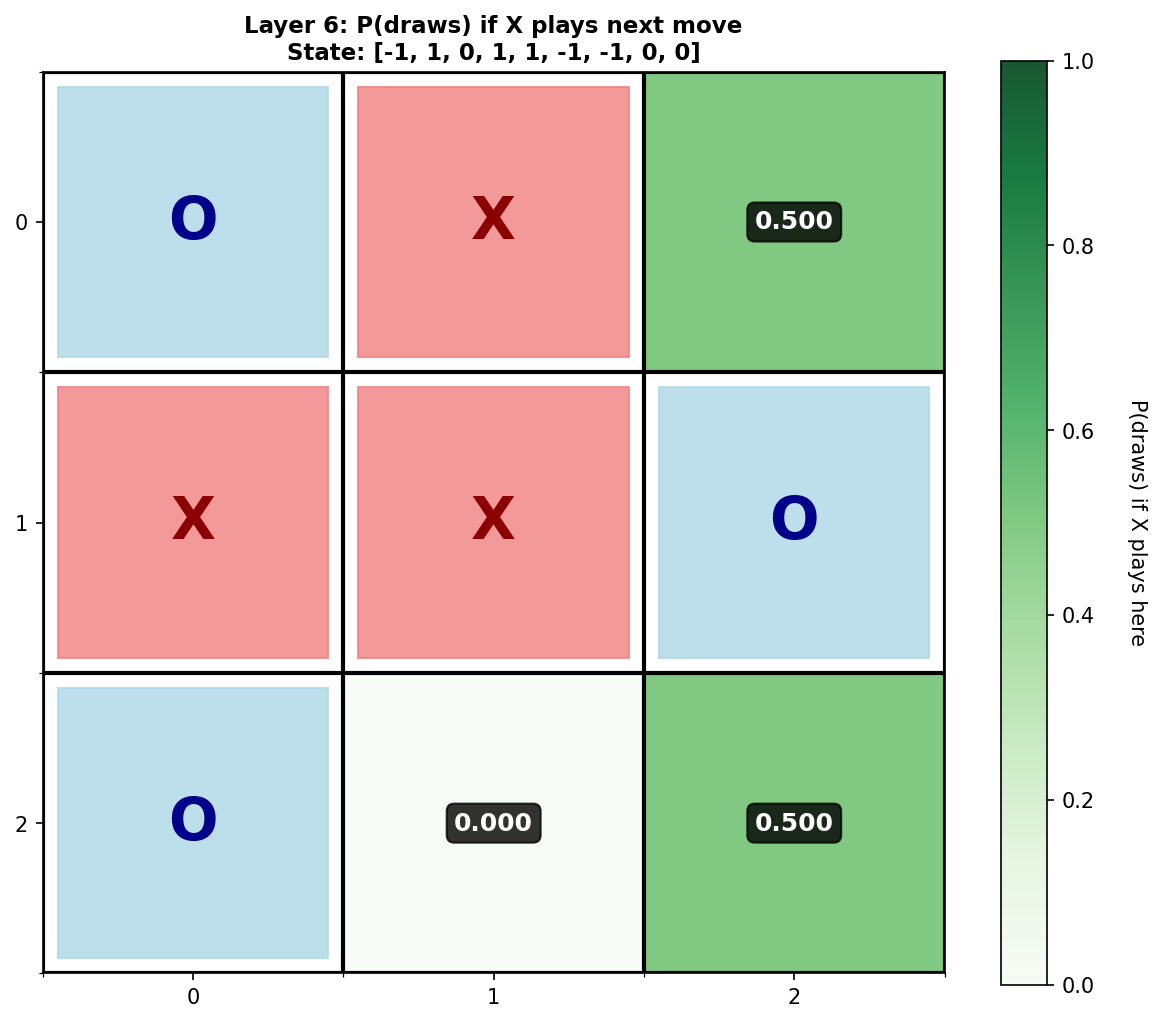 Layer 6: P(draws) if X plays next move
State: [-1, 1, 0, 1, 1, -1, -1, 0, 0]
0
O
X
0.500
1
X
X
O
2
O
0.000
0.500
0
1
2
1.0
0.8
0.6
0.4
0.2
0.0
P(draws) if X plays here